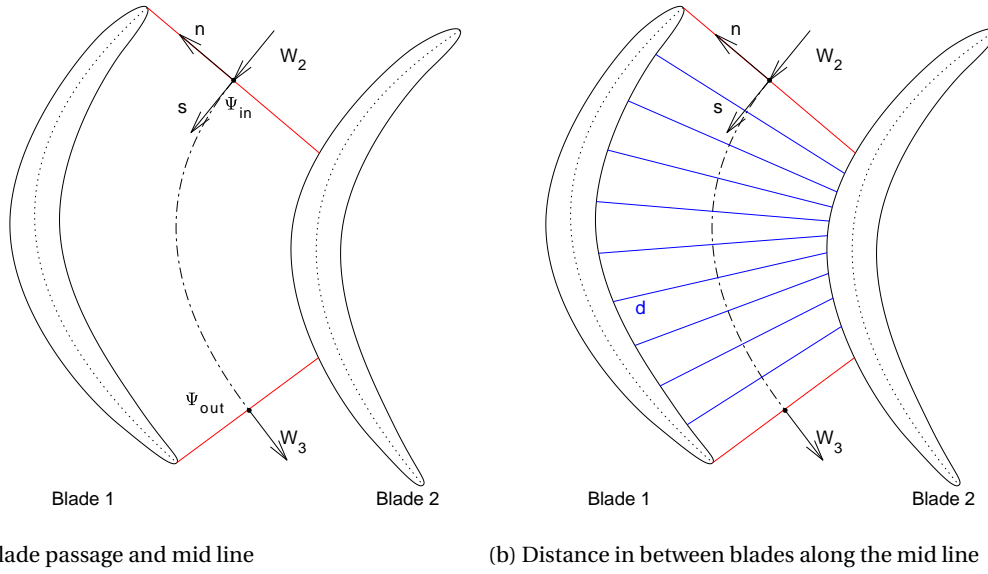 n
W2
s
Ψin
Ψout
W3
Blade 1
Blade 2
lade passage and mid line
n
W2
s
d
W3
Blade 1
Blade 2
(b) Distance in between blades along the mid line